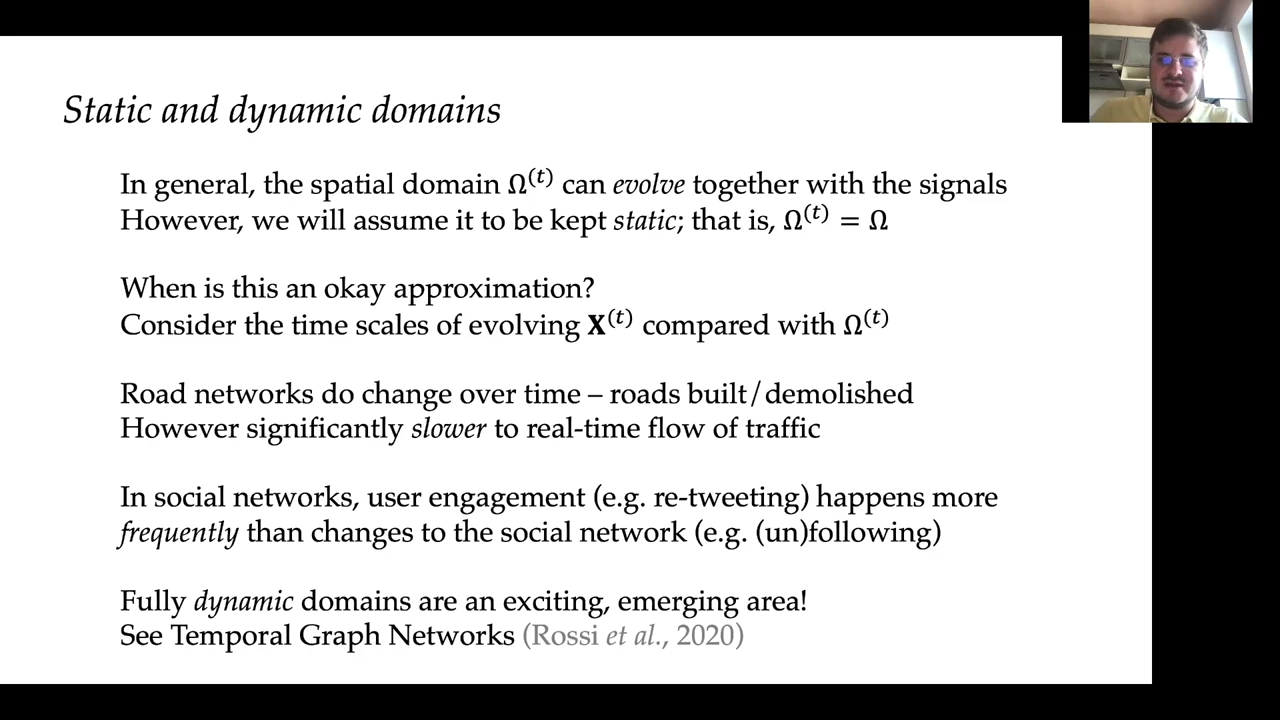 Static and dynamic domains
In general, the spatial domain Ω⁽ᵗ⁾ can evolve together with the signals
However, we will assume it to be kept static; that is, Ω⁽ᵗ⁾ = Ω
When is this an okay approximation?
Consider the time scales of evolving X⁽ᵗ⁾ compared with Ω⁽ᵗ⁾
Road networks do change over time – roads built/demolished
However significantly slower to real-time flow of traffic
In social networks, user engagement (e.g. re-tweeting) happens more
frequently than changes to the social network (e.g. (un)following)
Fully dynamic domains are an exciting, emerging area!
See Temporal Graph Networks (Rossi et al., 2020)